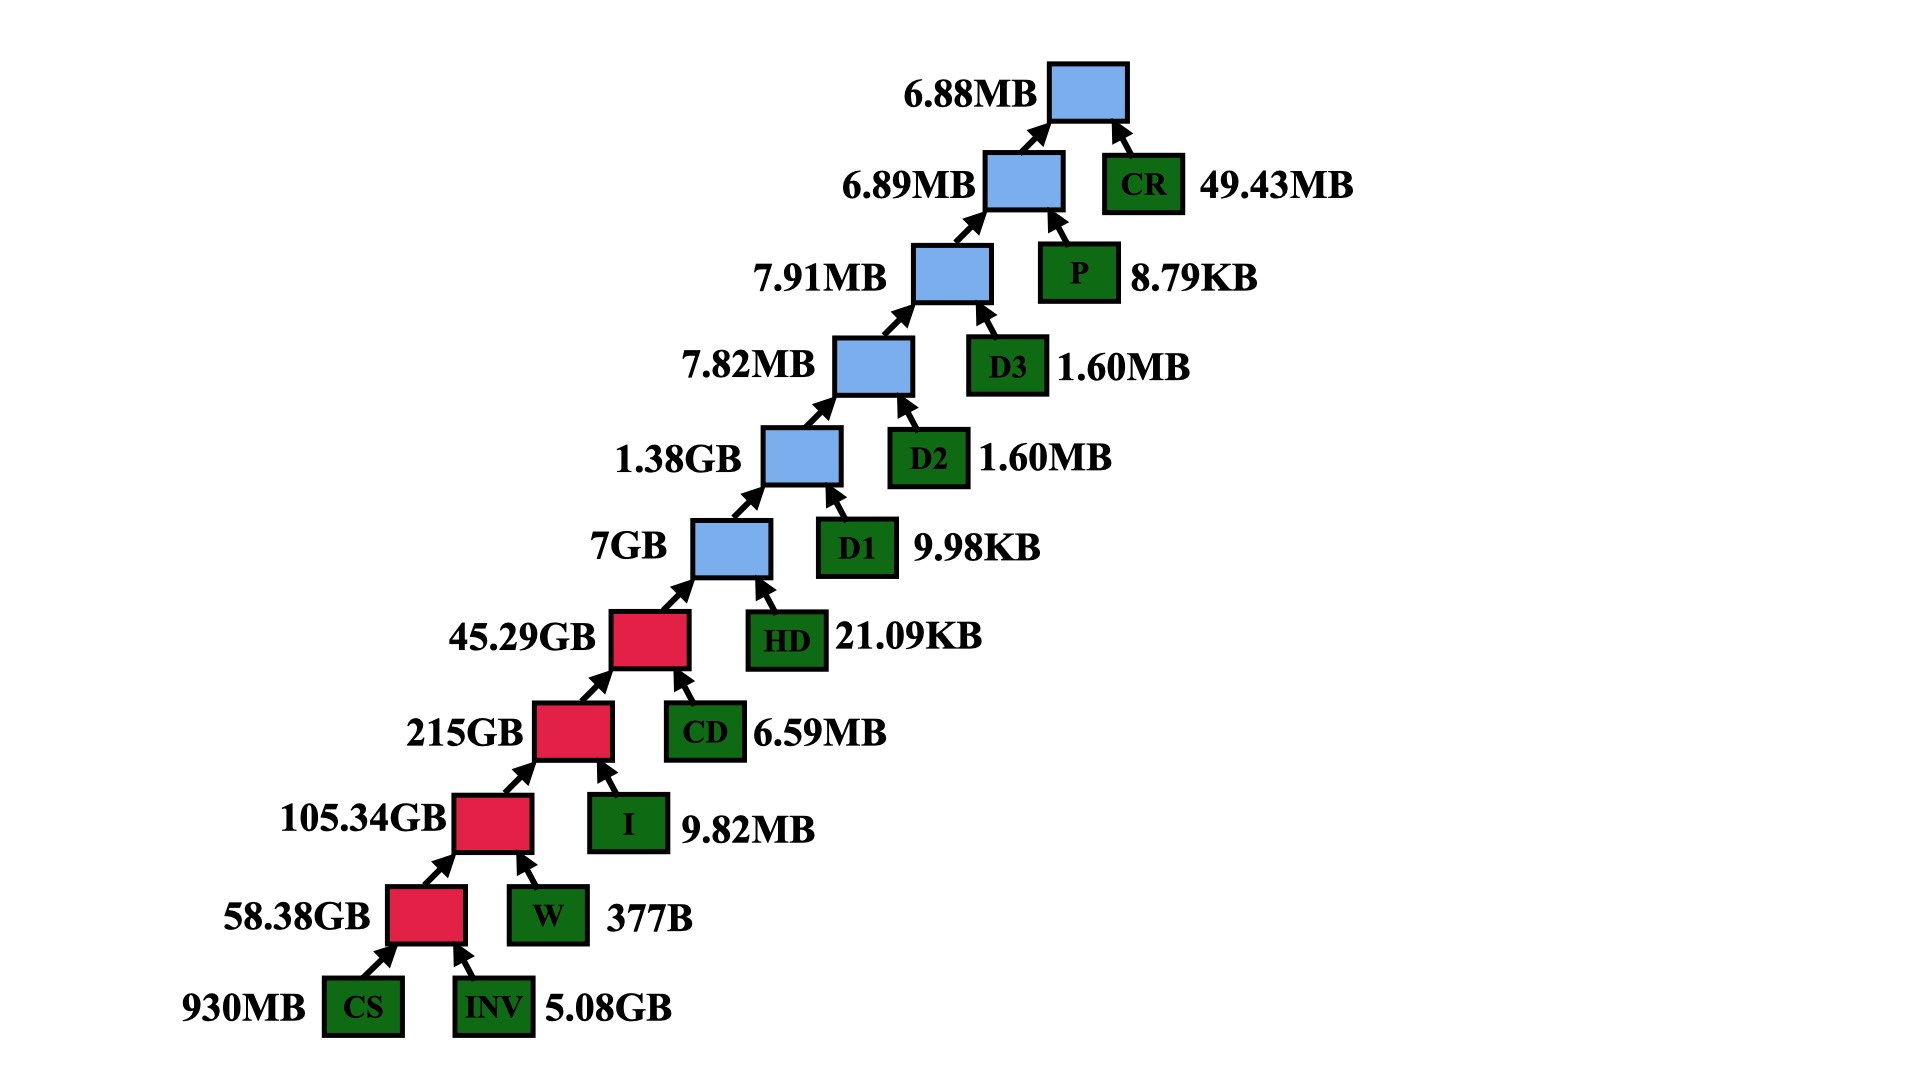 6.88MB
6.89MB CR 49.43MB
7.91MB P 8.79KB
7.82MB D3 1.60MB
1.38GB D2 1.60MB
7GB D1 9.98KB
45.29GB HD 21.09KB
215GB CD 6.59MB
105.34GB I 9.82MB
58.38GB W 377B
930MB CS INV 5.08GB